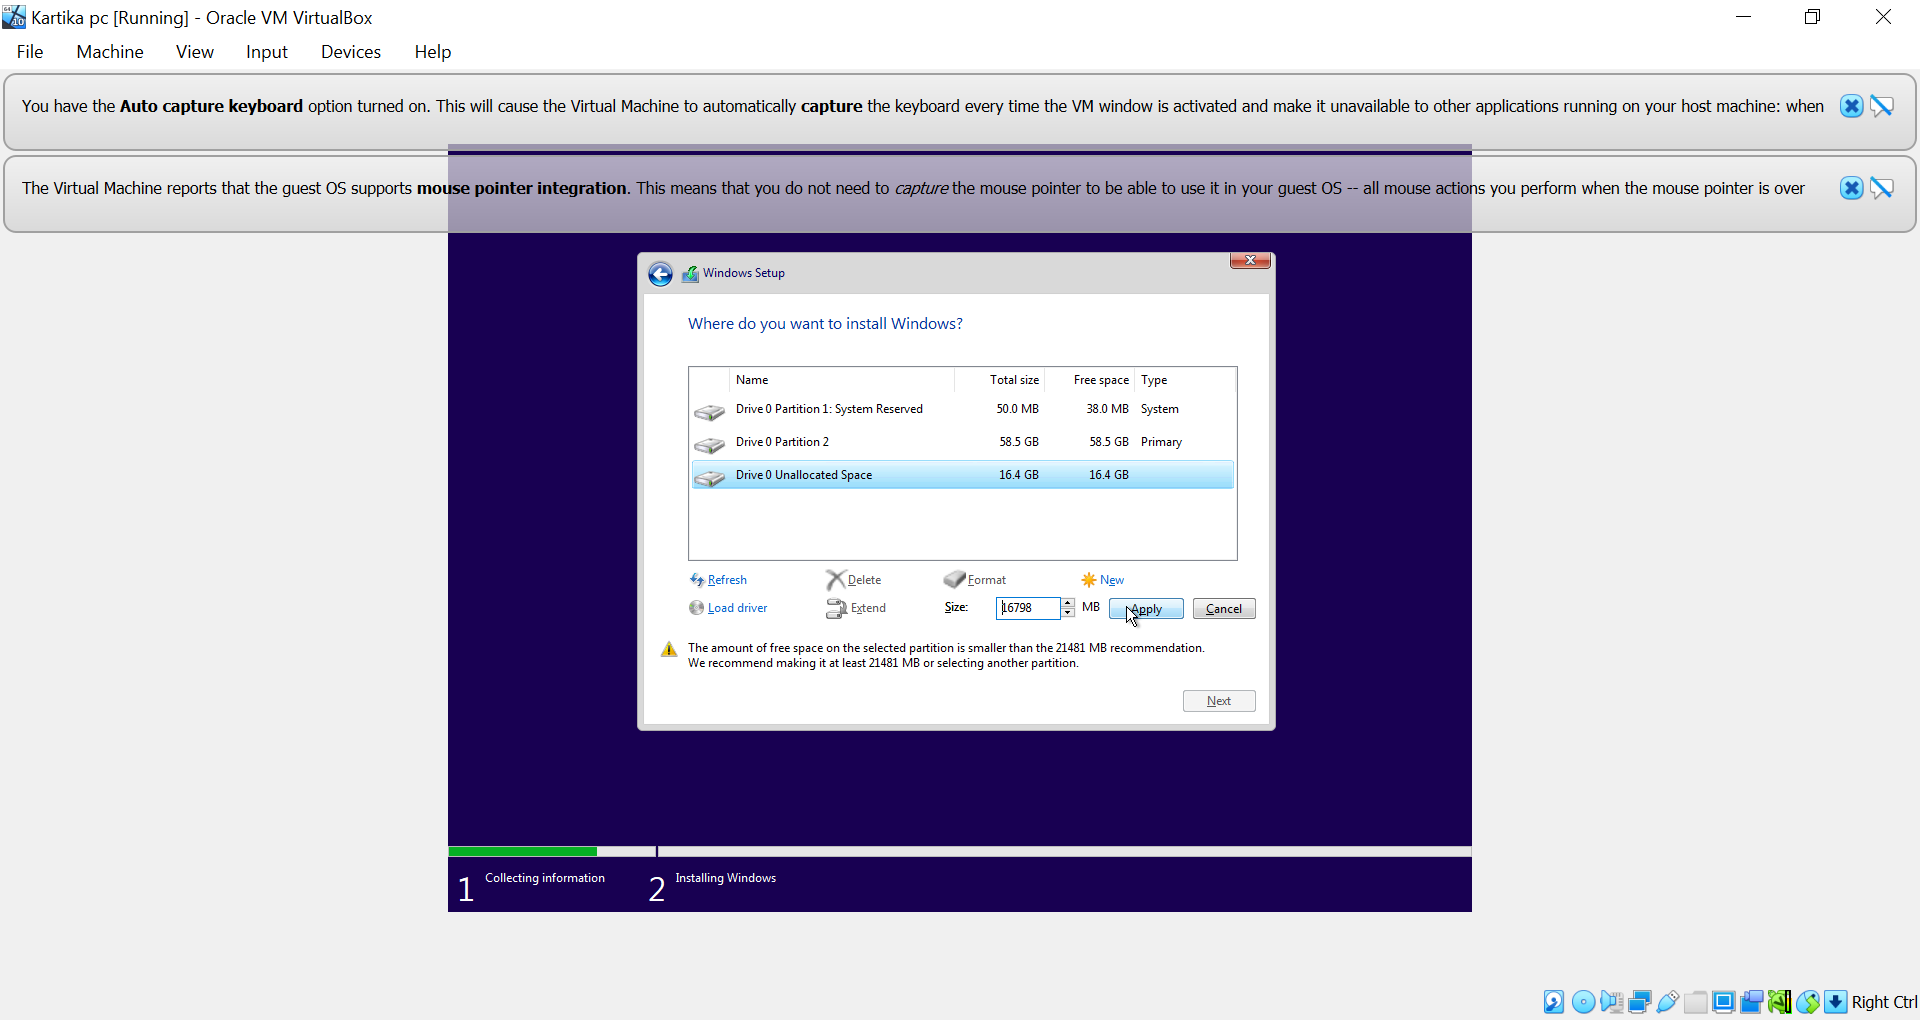 Kartika pc [Running] - Oracle VM VirtualBox
File Machine View Input Devices Help
You have the Auto capture keyboard option turned on. This will cause the Virtual Machine to automatically capture the keyboard every time the VM window is activated and make it unavailable to other applications running on your host machine: when
The Virtual Machine reports that the guest OS supports mouse pointer integration. This means that you do not need to capture the mouse pointer to be able to use it in your guest OS -- all mouse actions you perform when the mouse pointer is over
Windows Setup
Where do you want to install Windows?
Name Total size Free space Type
Drive 0 Partition 1: System Reserved 50.0 MB 38.0 MB System
Drive 0 Partition 2 58.5 GB 58.5 GB Primary
Drive 0 Unallocated Space 16.4 GB 16.4 GB
Refresh Delete Format New
Load driver Extend Size: 16798 MB Apply Cancel
The amount of free space on the selected partition is smaller than the 21481 MB recommendation.
We recommend making it at least 21481 MB or selecting another partition.
Next
1 Collecting information 2 Installing Windows
Right Ctrl